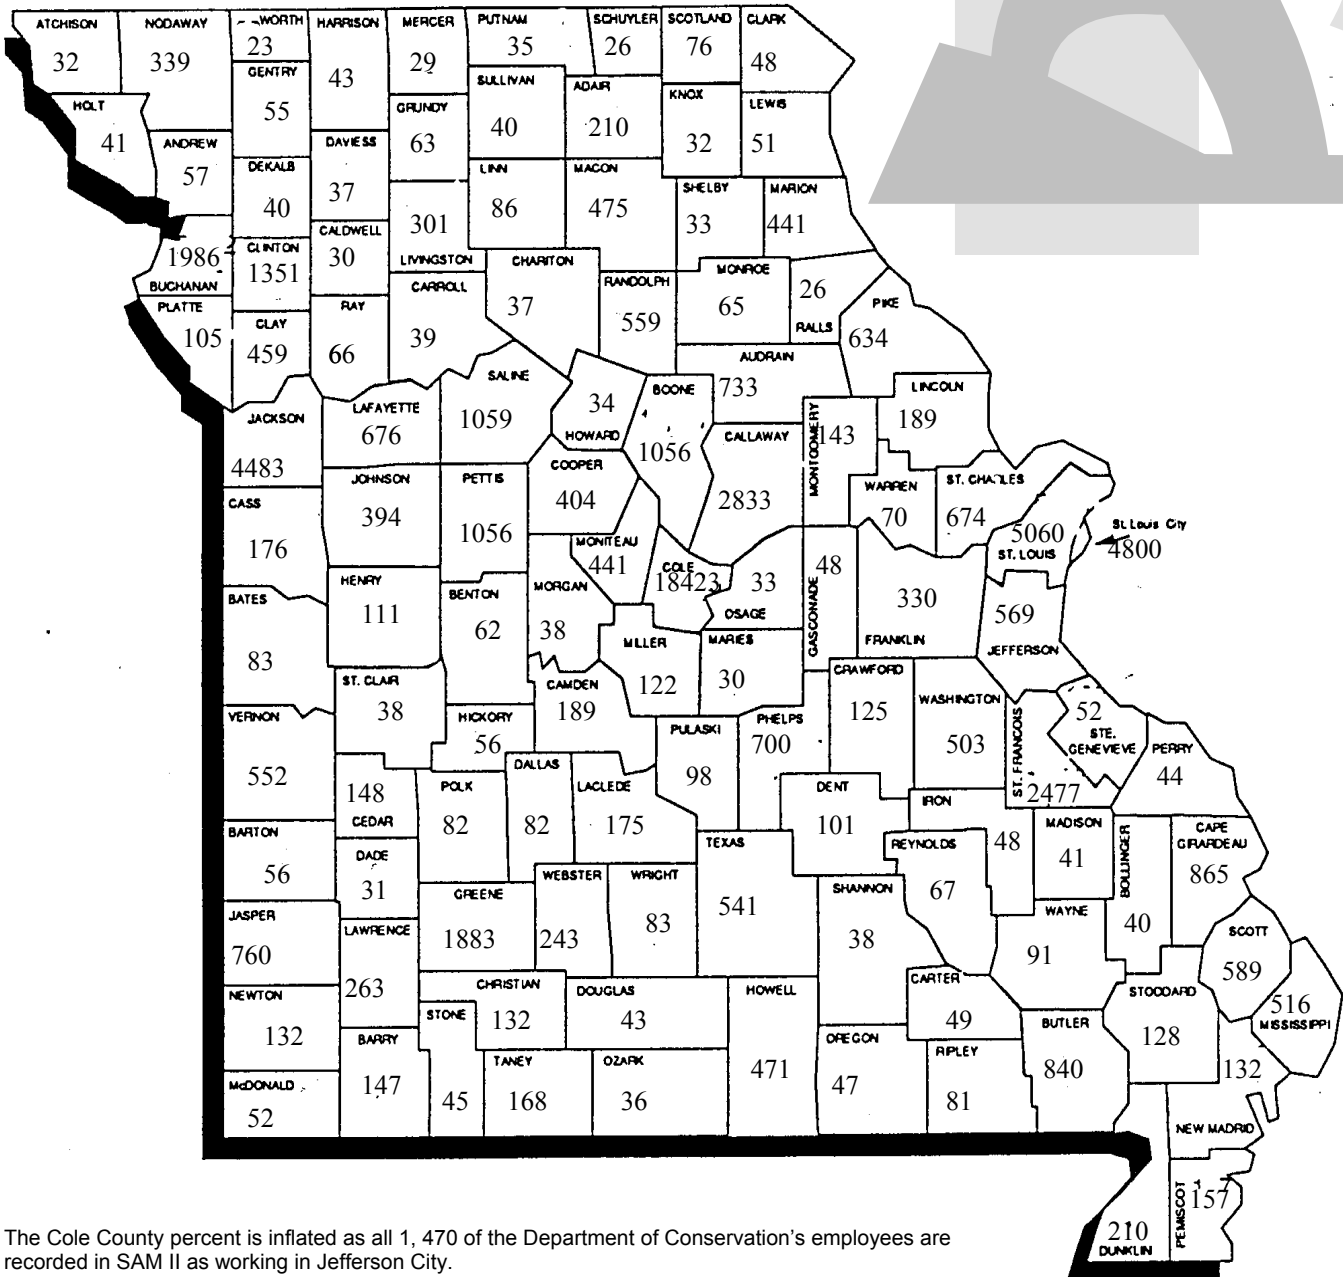 ATCHISON
32
NODAWAY
339
WORTH
23
HARRISON
43
MERCER
29
PUTNAM
35
SCHUYLER
26
SCOTLAND
76
CLARK
48
HOLT
41
ANDREW
57
GENTRY
55
DEKALB
40
DAVIESS
37
GRUNDY
63
SULLIVAN
40
ADAIR
210
KNOX
32
LEWIS
51
LINN
86
MACON
475
SHELBY
33
MARION
441
1986
BUCHANAN
CLINTON
1351
CALDWELL
30
301
LIVINGSTON
CHARITON
37
RANDOLPH
559
MONROE
65
26
RALLS
PIKE
634
PLATTE
105
CLAY
459
RAY
66
CARROLL
39
SALINE
1059
34
HOWARD
BOONE
1056
AUDRAIN
733
CALLAWAY
2833
MONTGOMERY
143
LINCOLN
189
WARREN
70
ST. CHARLES
674
5060
ST. LOUIS
St. Louis City
4800
JACKSON
4483
LAFAYETTE
676
JOHNSON
394
PETTIS
1056
COOPER
404
MONITEAU
441
COLE
18423
33
OSAGE
GASCONADE
48
330
FRANKLIN
569
JEFFERSON
CASS
176
HENRY
111
BENTON
62
MORGAN
38
MILLER
122
MARIES
30
BATES
83
ST. CLAIR
38
HICKORY
56
CAMDEN
189
PULASKI
98
PHELPS
700
CRAWFORD
125
WASHINGTON
503
ST. FRANCOIS
2477
52
STE.
GENEVIEVE
PERRY
44
VERNON
552
148
CEDAR
POLK
82
DALLAS
82
LACLEDE
175
DENT
101
IRON
48
MADISON
41
BOLLINGER
40
CAPE
GIRARDEAU
865
BARTON
56
DADE
31
GREENE
1883
WEBSTER
243
WRIGHT
83
TEXAS
541
SHANNON
38
REYNOLDS
67
WAYNE
91
SCOTT
589
JASPER
760
LAWRENCE
263
CHRISTIAN
132
DOUGLAS
43
HOWELL
471
CARTER
49
STODDARD
128
516
MISSISSIPPI
NEWTON
132
BARRY
147
STONE
45
TANEY
168
OZARK
36
OREGON
47
RIPLEY
81
BUTLER
840
132
NEW MADRID
McDONALD
52
PEMISCOT
157
210
DUNKLIN
The Cole County percent is inflated as all 1, 470 of the Department of Conservation’s employees are
recorded in SAM II as working in Jefferson City.